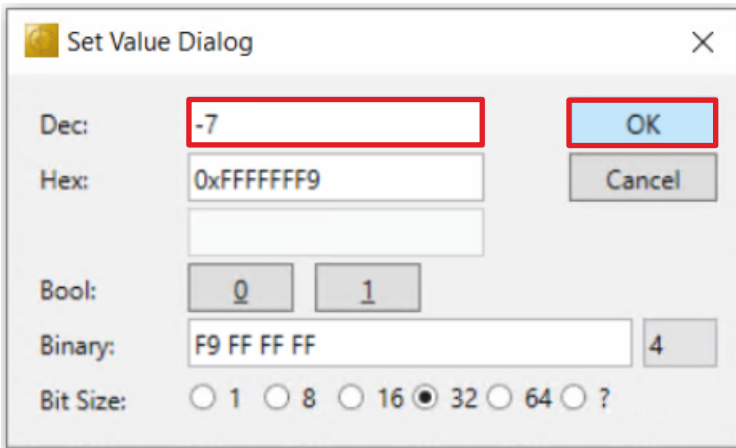 Set Value Dialog
Dec: -7 OK
Hex: 0xFFFFFFF9 Cancel
Bool: 0 1
Binary: F9 FF FF FF 4
Bit Size: 1 8 16 32 64 ?